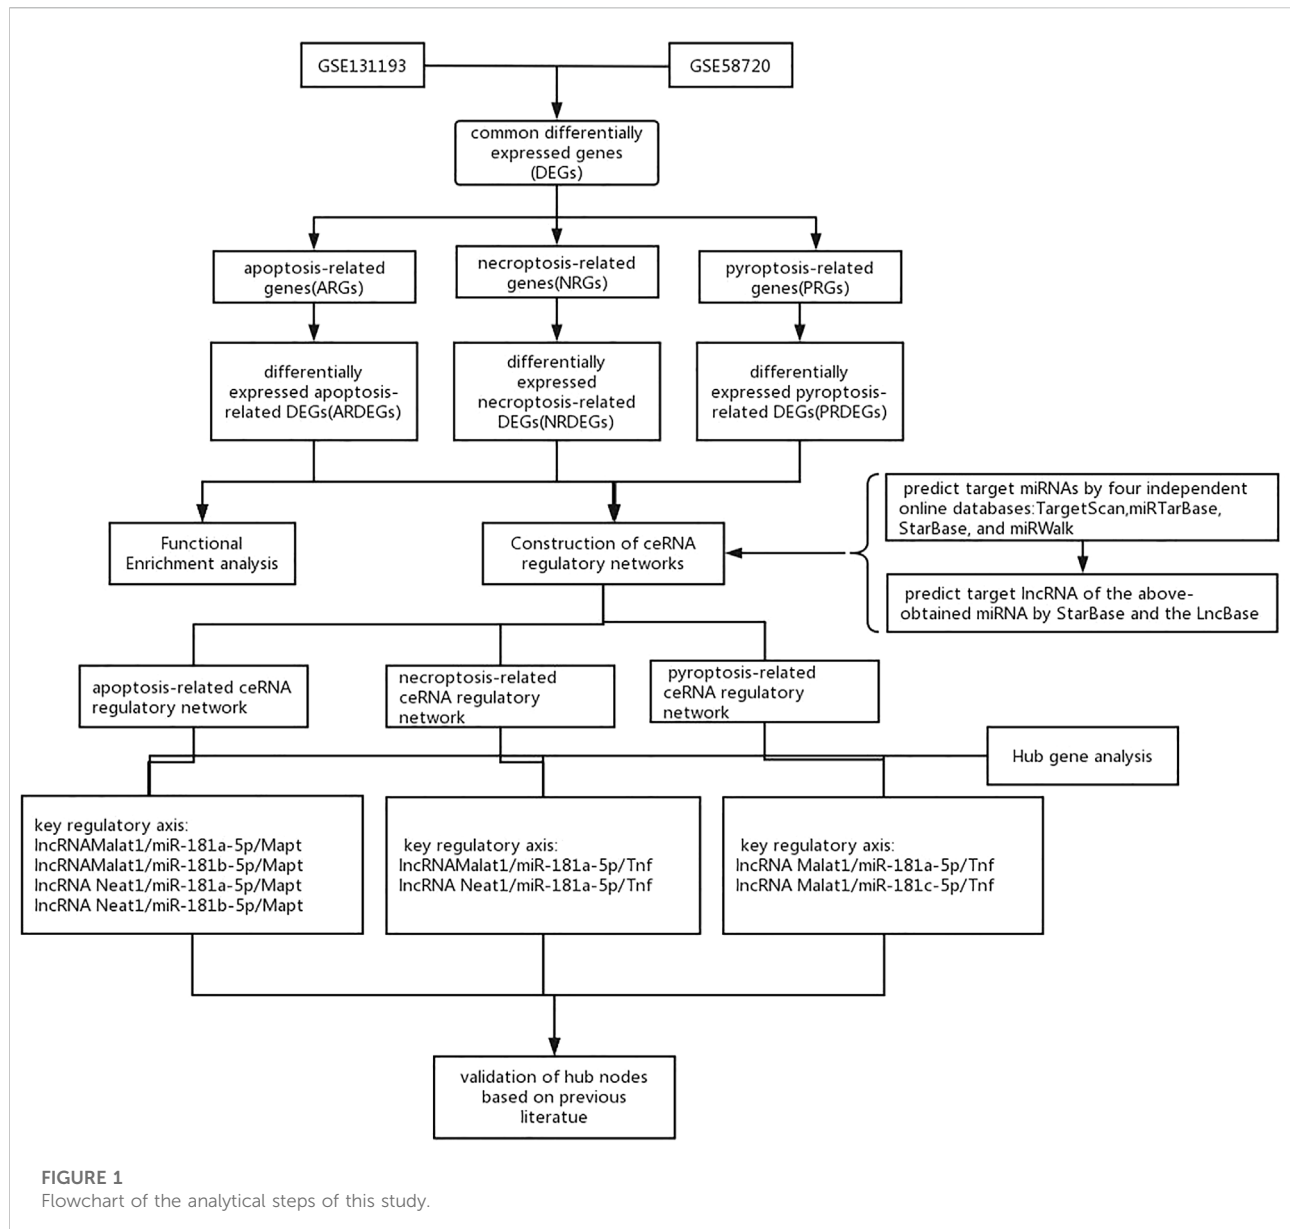 GSE131193
GSE58720
common differentially
expressed genes
(DEGs)
apoptosis-related
genes(ARGs)
necroptosis-related
genes(NRGs)
pyroptosis-related
genes(PRGs)
differentially
expressed apoptosis-
related DEGs(ARDEGs)
differentially
expressed
necroptosis-related
DEGs(NRDEGs)
differentially
expressed pyroptosis-
related DEGs(PRDEGs)
Functional
Enrichment analysis
Construction of ceRNA
regulatory networks
predict target miRNAs by four independent
online databases:TargetScan,miRTarBase,
StarBase, and miRWalk
predict target lncRNA of the above-
obtained miRNA by StarBase and the LncBase
apoptosis-related ceRNA
regulatory network
necroptosis-related
ceRNA regulatory
network
pyroptosis-related
ceRNA regulatory
network
Hub gene analysis
key regulatory axis:
lncRNAMalat1/miR-181a-5p/Mapt
lncRNAMalat1/miR-181b-5p/Mapt
lncRNA Neat1/miR-181a-5p/Mapt
lncRNA Neat1/miR-181b-5p/Mapt
key regulatory axis:
lncRNAMalat1/miR-181a-5p/Tnf
lncRNA Neat1/miR-181a-5p/Tnf
key regulatory axis:
lncRNA Malat1/miR-181a-5p/Tnf
lncRNA Malat1/miR-181c-5p/Tnf
validation of hub nodes
based on previous
literatue
FIGURE 1
Flowchart of the analytical steps of this study.